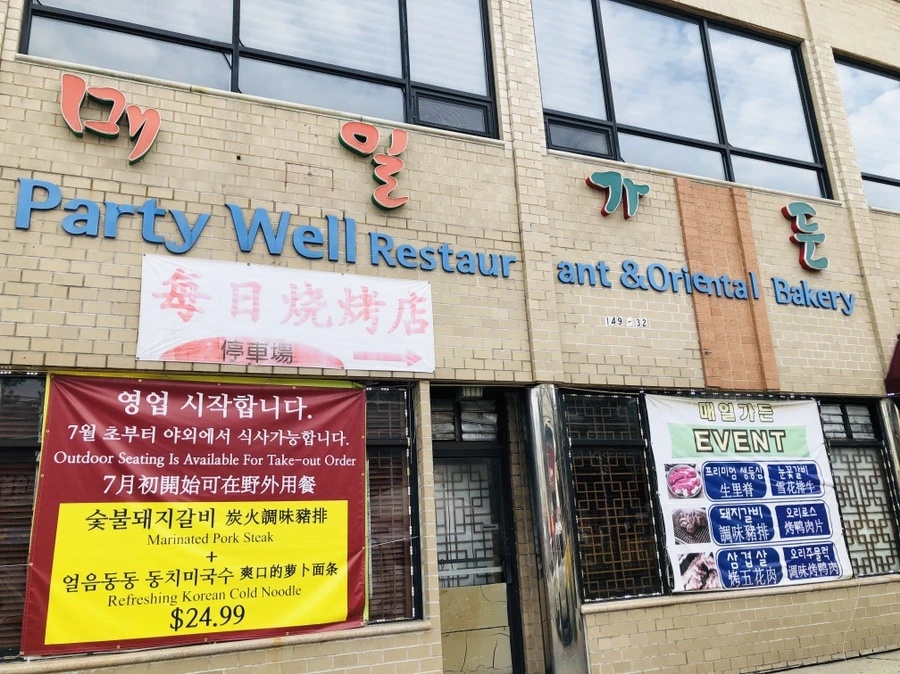 매일가든
Party Well Restaurant & Oriental Bakery
149-32
每日烧烤店
停車場
영업 시작합니다.
7월 초부터 야외에서 식사가능합니다.
Outdoor Seating Is Available For Take-out Order
7月初開始可在野外用餐
숯불돼지갈비 炭火調味豬排
Marinated Pork Steak
+
얼음동동 동치미국수 爽口的萝卜面条
Refreshing Korean Cold Noodle
$24.99
매일가든
EVENT
프리미엄 생등심
生里脊
눈꽃갈비
雪花排牛
돼지갈비
調味豬排
오리로스
烤鸭肉片
삼겹살
烤五花肉
오리주물럭
調味烤鸭肉